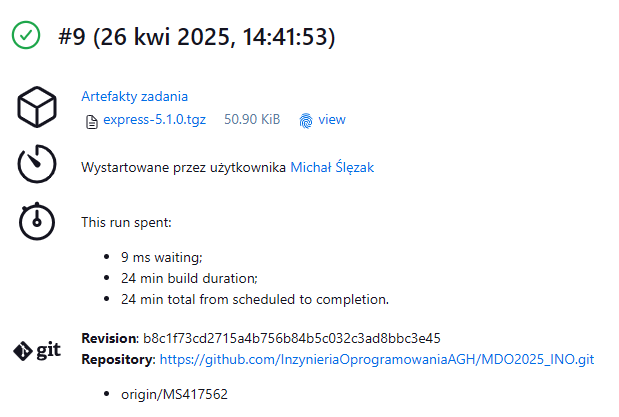 #9 (26 kwi 2025, 14:41:53)
Artefakty zadania
express-5.1.0.tgz 50.90 KiB view
Wystartowane przez użytkownika Michał Ślęzak
This run spent:
• 9 ms waiting;
• 24 min build duration;
• 24 min total from scheduled to completion.
git Revision: b8c1f73cd2715a4b756b84b5c032c3ad8bbc3e45
Repository: https://github.com/InzynieriaOprogramowaniaAGH/MDO2025_INO.git
• origin/MS417562